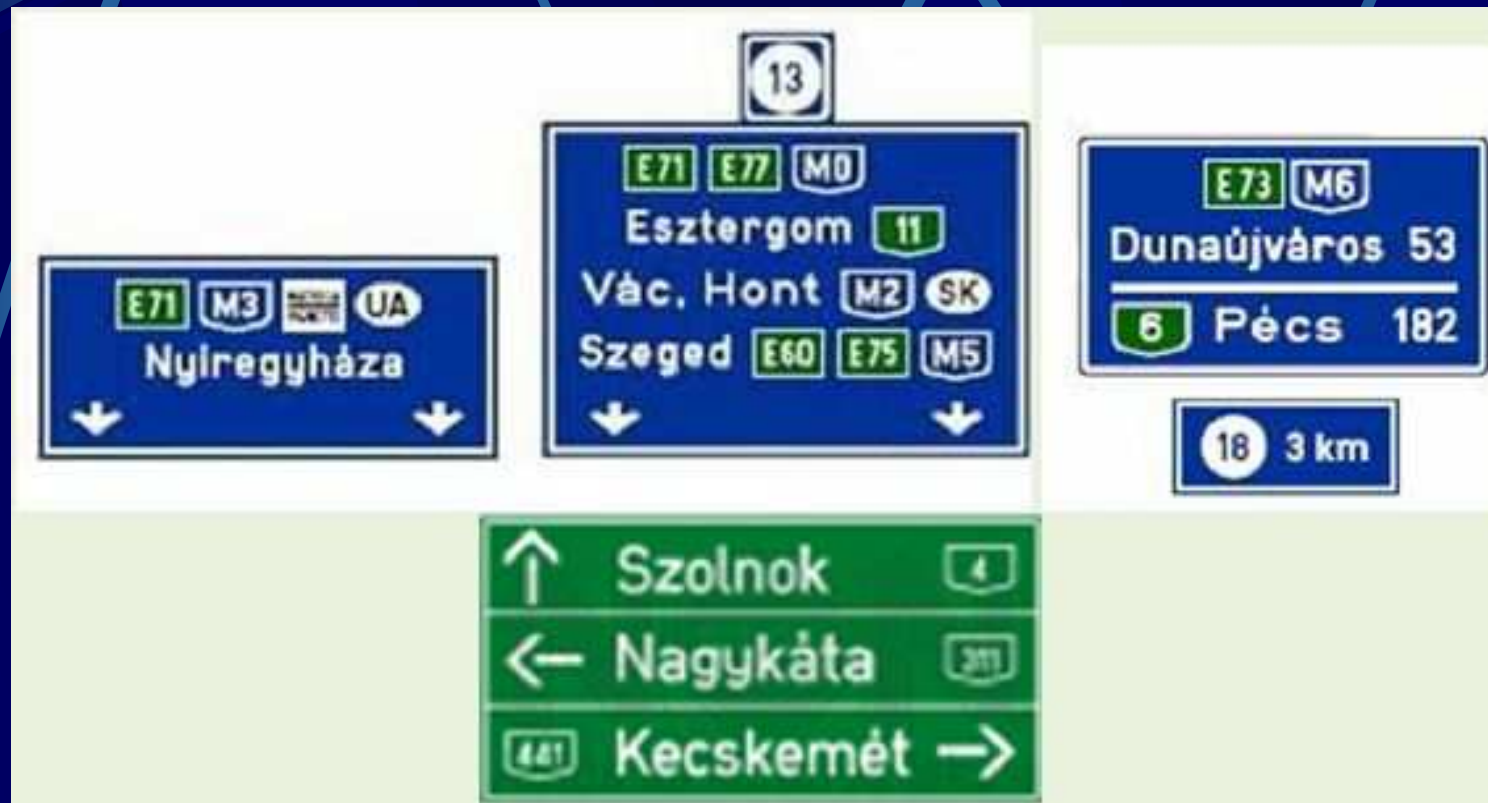 E71 M3 UA
Nyíregyháza
13
E71 E77 M0
Esztergom 11
Vác, Hont M2 SK
Szeged E60 E75 M5
E73 M6
Dunaújváros 53
6 Pécs 182
18 3 km
Szolnok 4
Nagykáta 311
441 Kecskemét